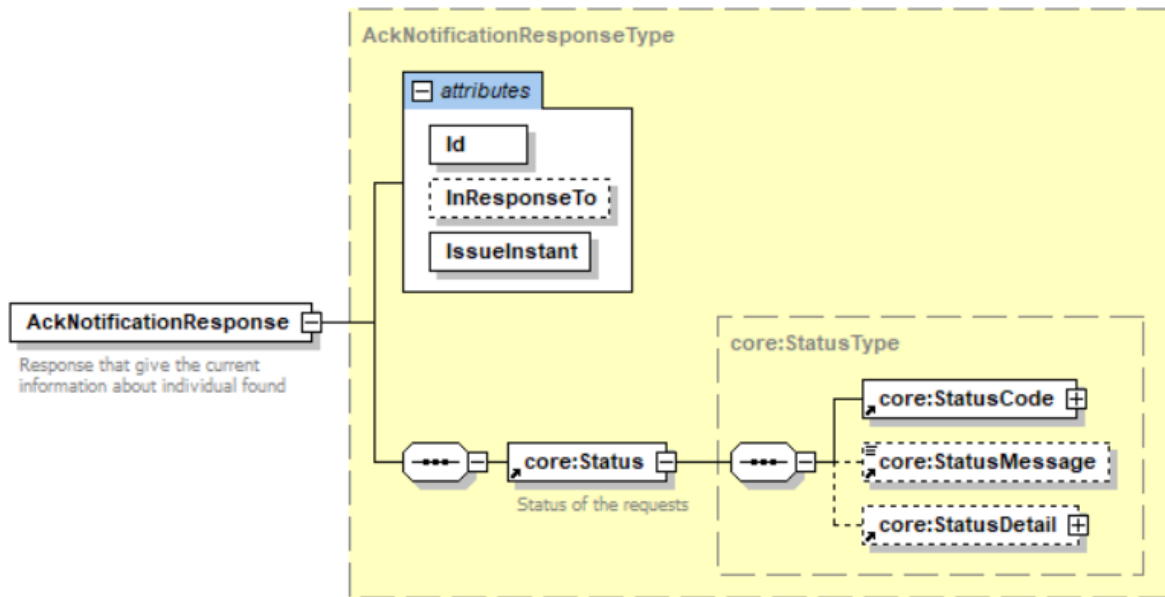 AckNotificationResponseType
attributes
Id
InResponseTo
IssueInstant
AckNotificationResponse
Response that give the current
information about individual found
core:StatusType
core:StatusCode
core:Status
core:StatusMessage
Status of the requests
core:StatusDetail